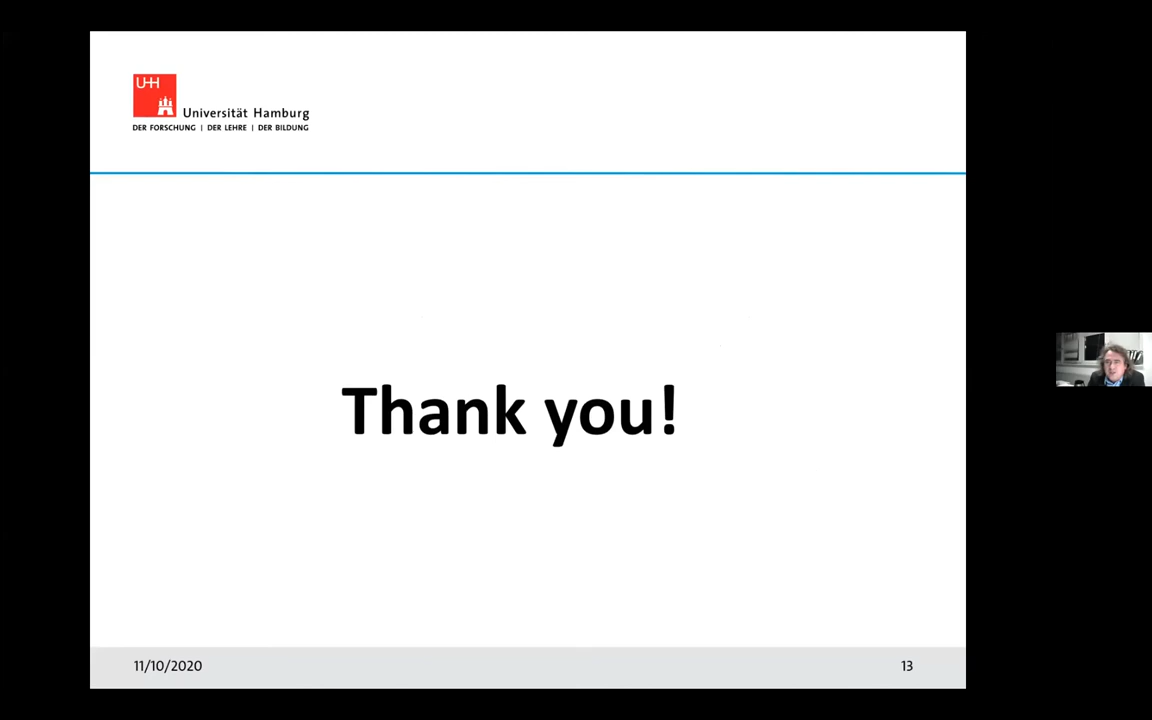 UHH
Universität Hamburg
DER FORSCHUNG | DER LEHRE | DER BILDUNG
Thank you!
11/10/2020
13